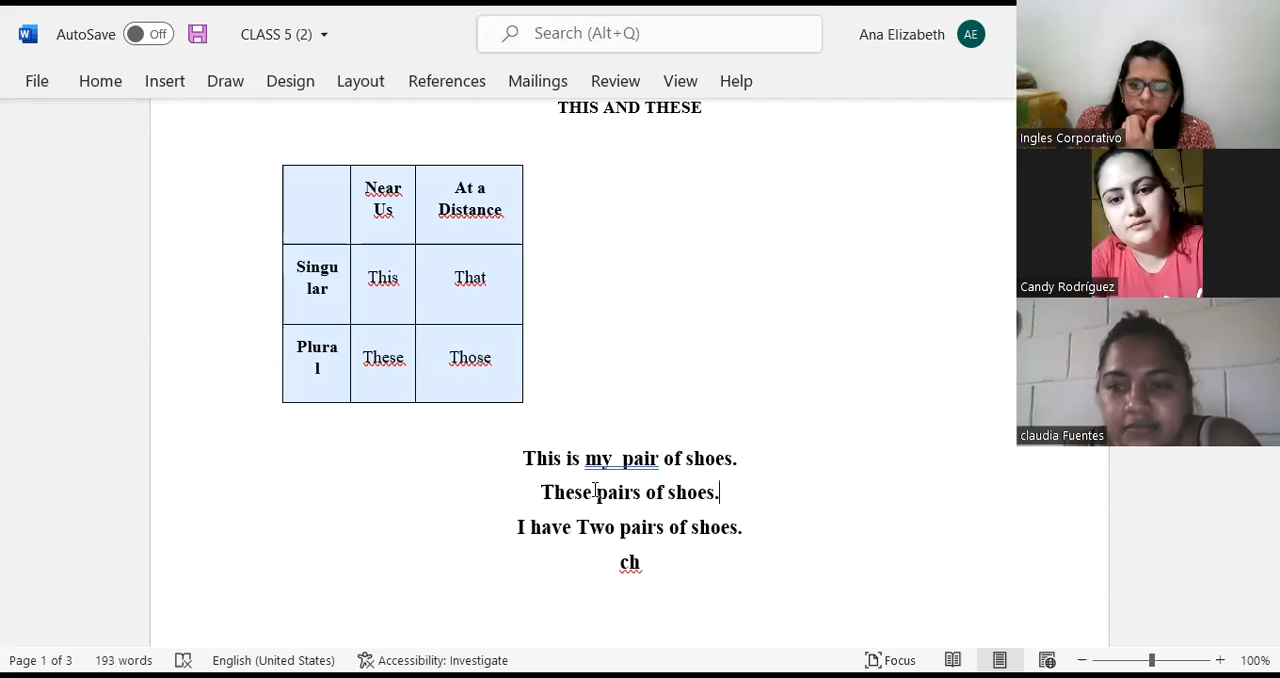 AutoSave Off CLASS 5 (2) Search (Alt+Q) Ana Elizabeth AE
File Home Insert Draw Design Layout References Mailings Review View Help
THIS AND THESE
Near Us At a Distance
Singular This That
Plural These Those
This is my  pair of shoes.
These pairs of shoes.
I have Two pairs of shoes.
ch
Page 1 of 3 193 words English (United States) Accessibility: Investigate Focus 100%
Ingles Corporativo
Candy Rodríguez
claudia Fuentes